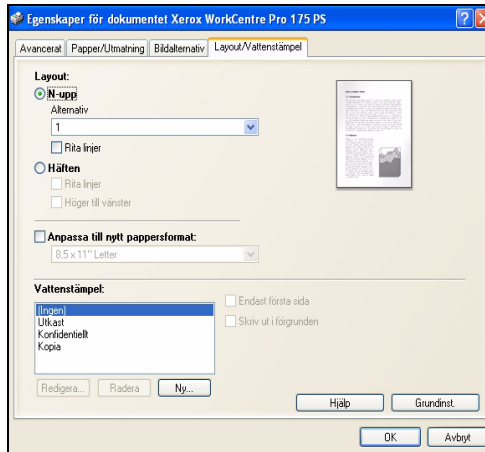 Egenskaper för dokumentet Xerox WorkCentre Pro 175 PS
Avancerat Papper/Utmatning Bildalternativ Layout/Vattenstämpel
Layout:
N-upp
Alternativ
1
Rita linjer
Häften
Rita linjer
Höger till vänster
Anpassa till nytt pappersformat:
8,5 x 11" Letter
Vattenstämpel:
(Ingen)
Utkast
Konfidentiellt
Kopia
Endast första sida
Skriv ut i förgrunden
Redigera... Radera Ny...
Hjälp Grundinst.
OK Avbryt